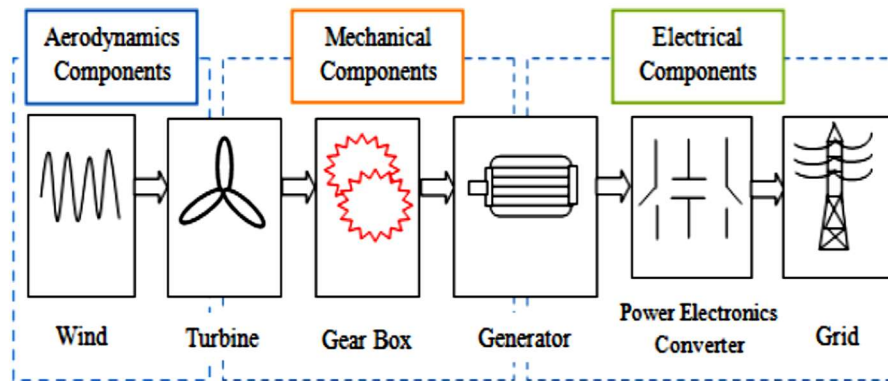 Aerodynamics
Components
Mechanical
Components
Electrical
Components
Wind
Turbine
Gear Box
Generator
Power Electronics
Converter
Grid